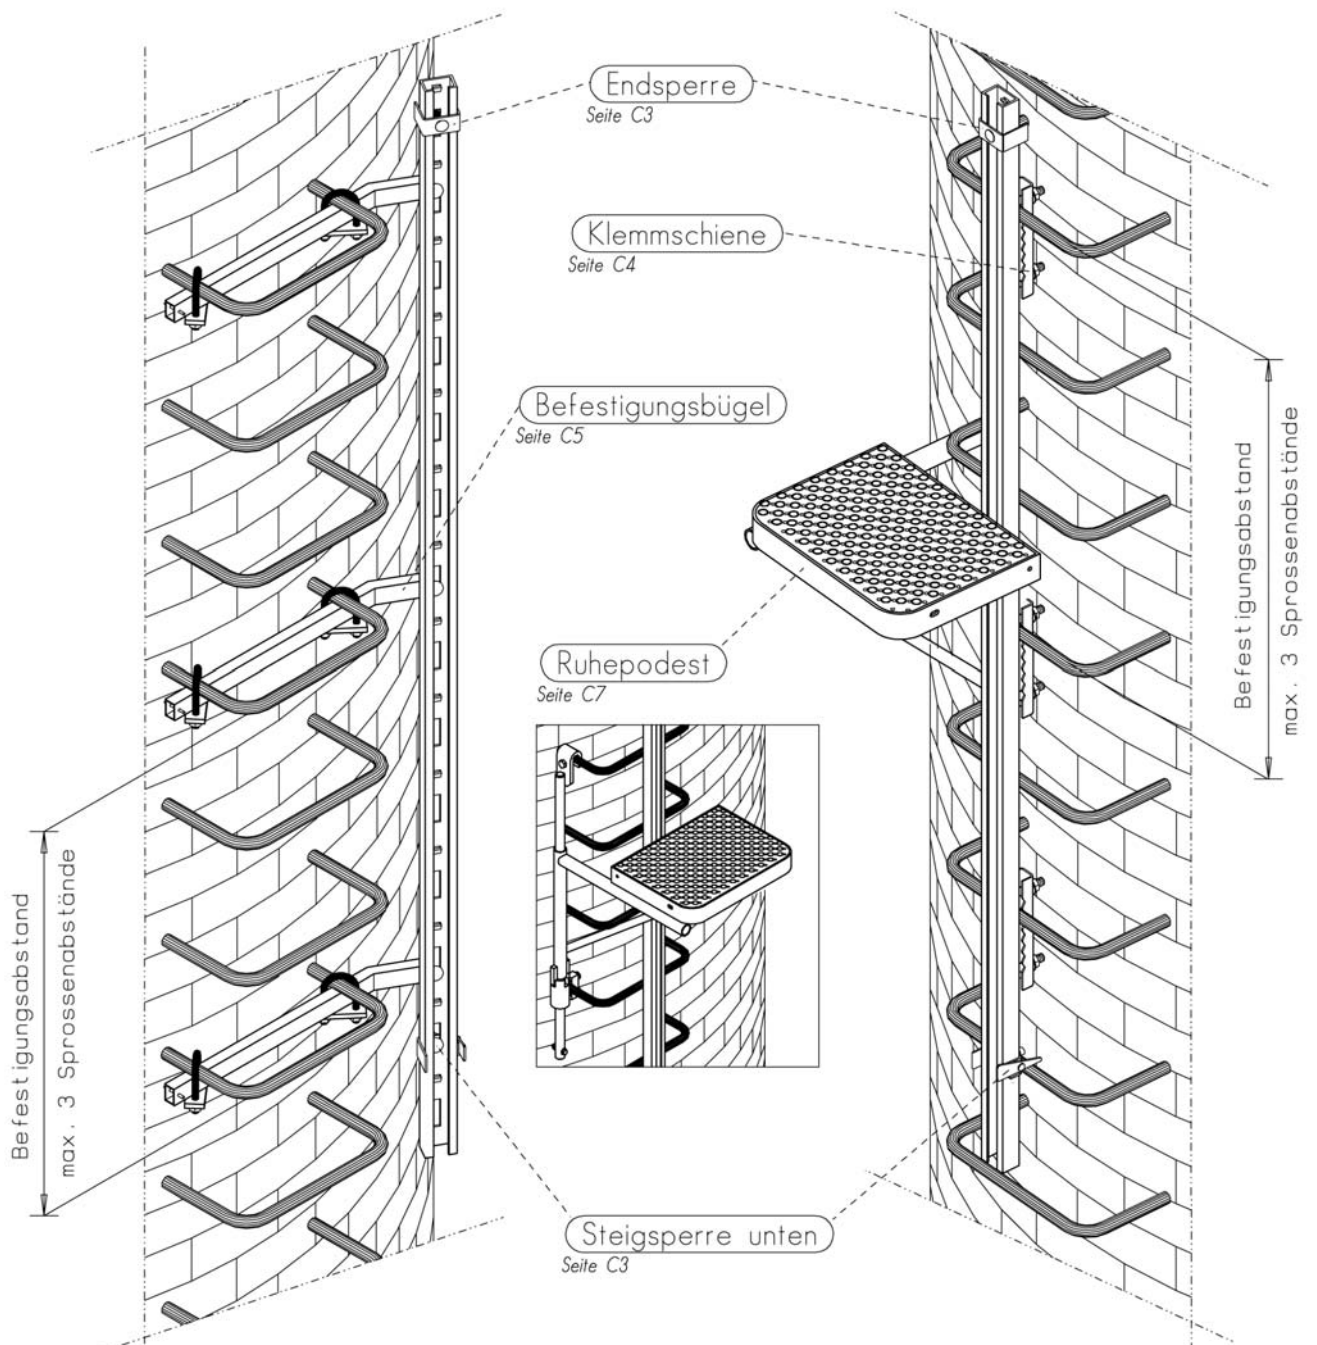 Endsperre
Seite C3
Klemmschiene
Seite C4
Befestigungsbügel
Seite C5
Ruhepodest
Seite C7
Steigsperre unten
Seite C3
Befestigungsabstand
max. 3 Sprossenabstände
Befestigungsabstand
max. 3 Sprossenabstände